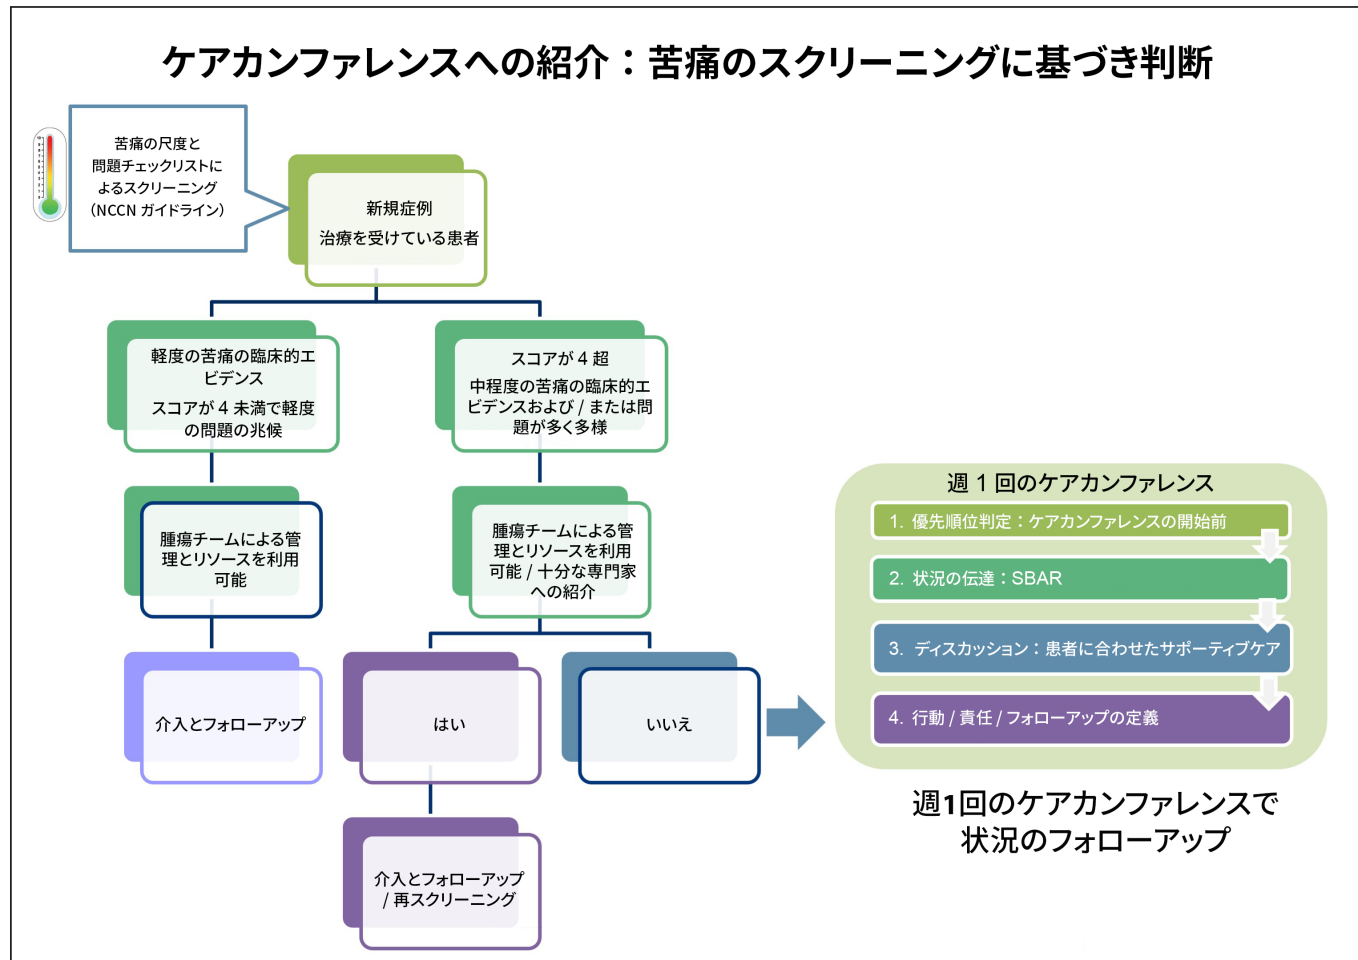 ケアカンファレンスへの紹介：苦痛のスクリーニングに基づき判断
苦痛の尺度と
問題チェックリストに
よるスクリーニング
（NCCN ガイドライン）
新規症例
治療を受けている患者
軽度の苦痛の臨床的エ
ビデンス
スコアが 4 未満で軽度
の問題の兆候
スコアが 4 超
中程度の苦痛の臨床的エ
ビデンスおよび / または問
題が多く多様
腫瘍チームによる管
理とリソースを利用
可能
腫瘍チームによる管
理とリソースを利用
可能 / 十分な専門家
への紹介
介入とフォローアップ
はい
いいえ
介入とフォローアップ
/ 再スクリーニング
週 1 回のケアカンファレンス
1. 優先順位判定：ケアカンファレンスの開始前
2. 状況の伝達：SBAR
3. ディスカッション：患者に合わせたサポーティブケア
4. 行動 / 責任 / フォローアップの定義
週1回のケアカンファレンスで
状況のフォローアップ